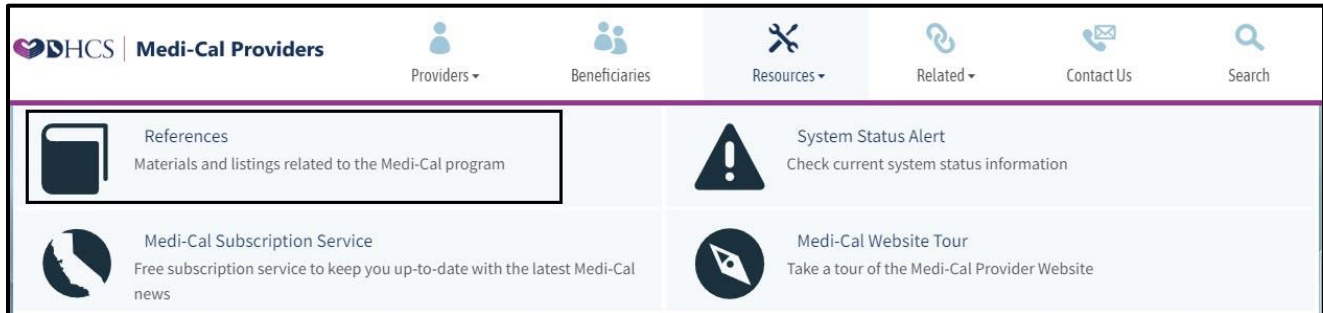 DHCS | Medi-Cal Providers
Providers
Beneficiaries
Resources
Related
Contact Us
Search
References
Materials and listings related to the Medi-Cal program
System Status Alert
Check current system status information
Medi-Cal Subscription Service
Free subscription service to keep you up-to-date with the latest Medi-Cal
news
Medi-Cal Website Tour
Take a tour of the Medi-Cal Provider Website